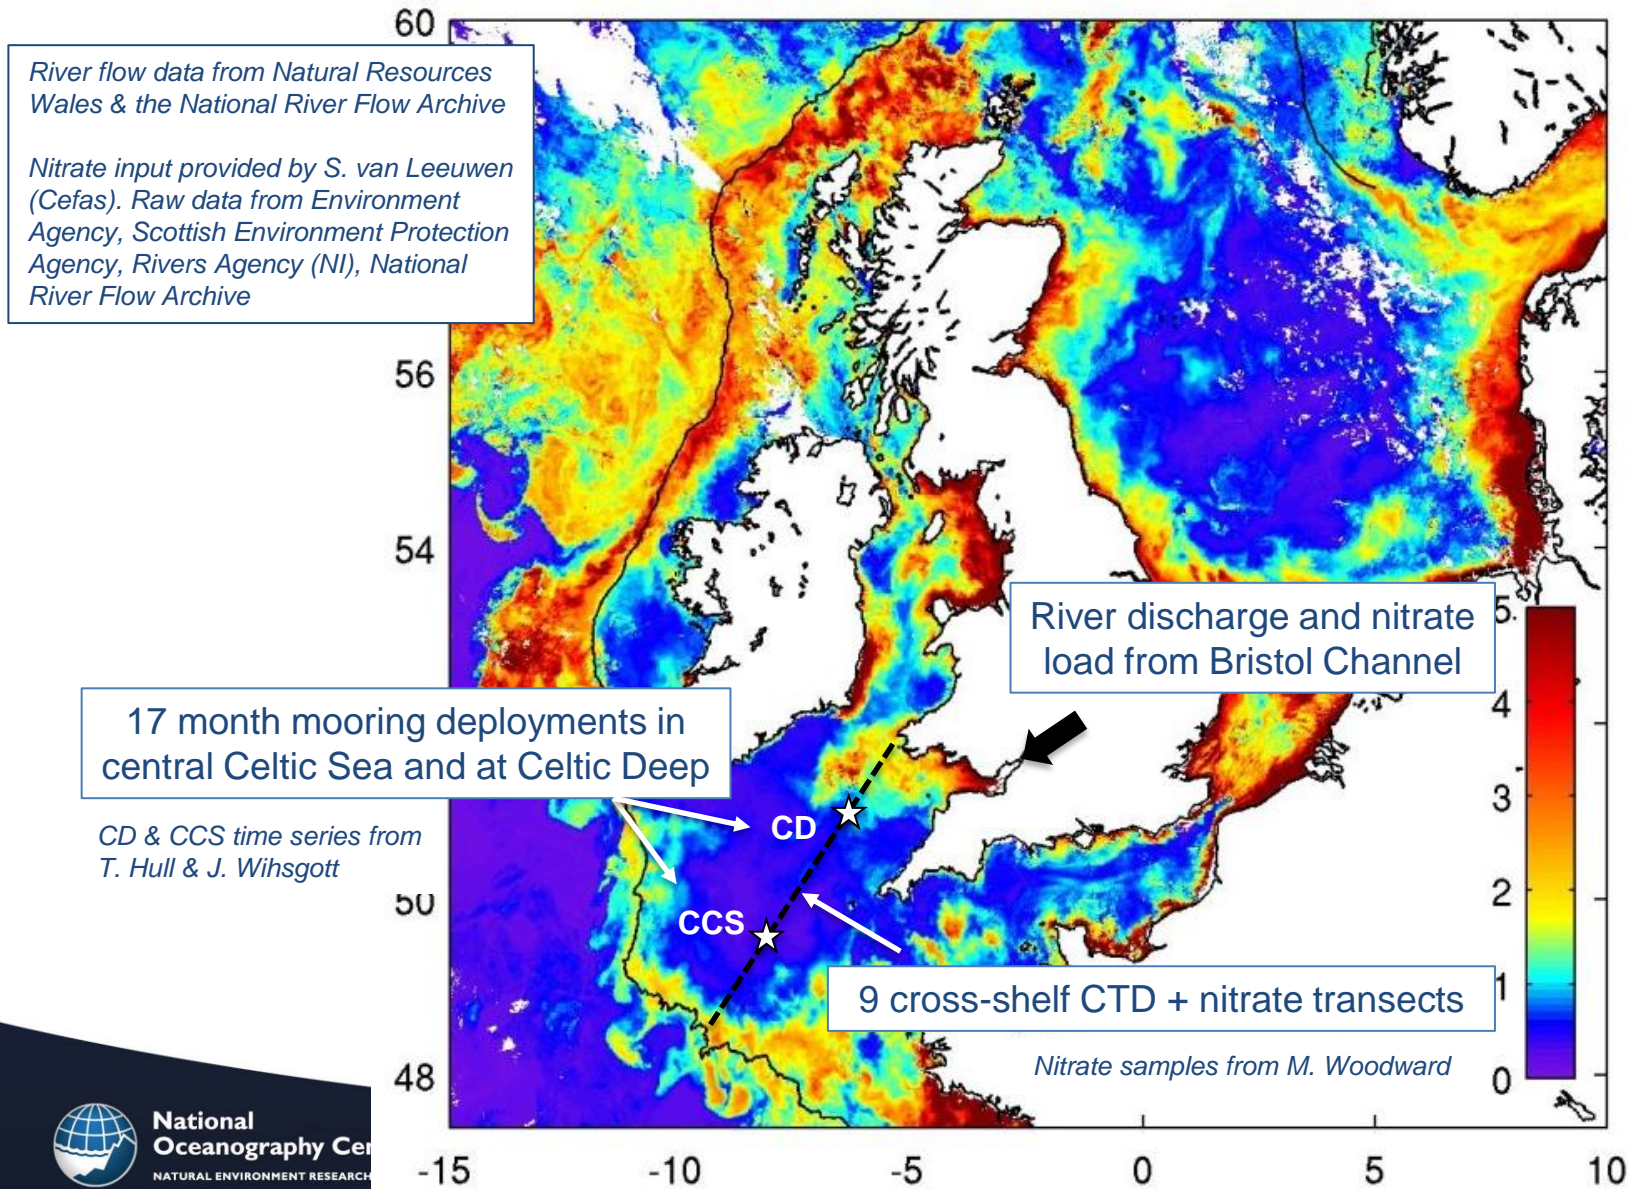 60
River flow data from Natural Resources
Wales & the National River Flow Archive
Nitrate input provided by S. van Leeuwen
(Cefas). Raw data from Environment
Agency, Scottish Environment Protection
Agency, Rivers Agency (NI), National
River Flow Archive
56
54
River discharge and nitrate
load from Bristol Channel
5.
4
3
2
1
0
17 month mooring deployments in
central Celtic Sea and at Celtic Deep
CD & CCS time series from
T. Hull & J. Wihsgott
CD
50
CCS
9 cross-shelf CTD + nitrate transects
Nitrate samples from M. Woodward
48
National
Oceanography Cen
NATURAL ENVIRONMENT RESEARCH
-15
-10
-5
0
5
10